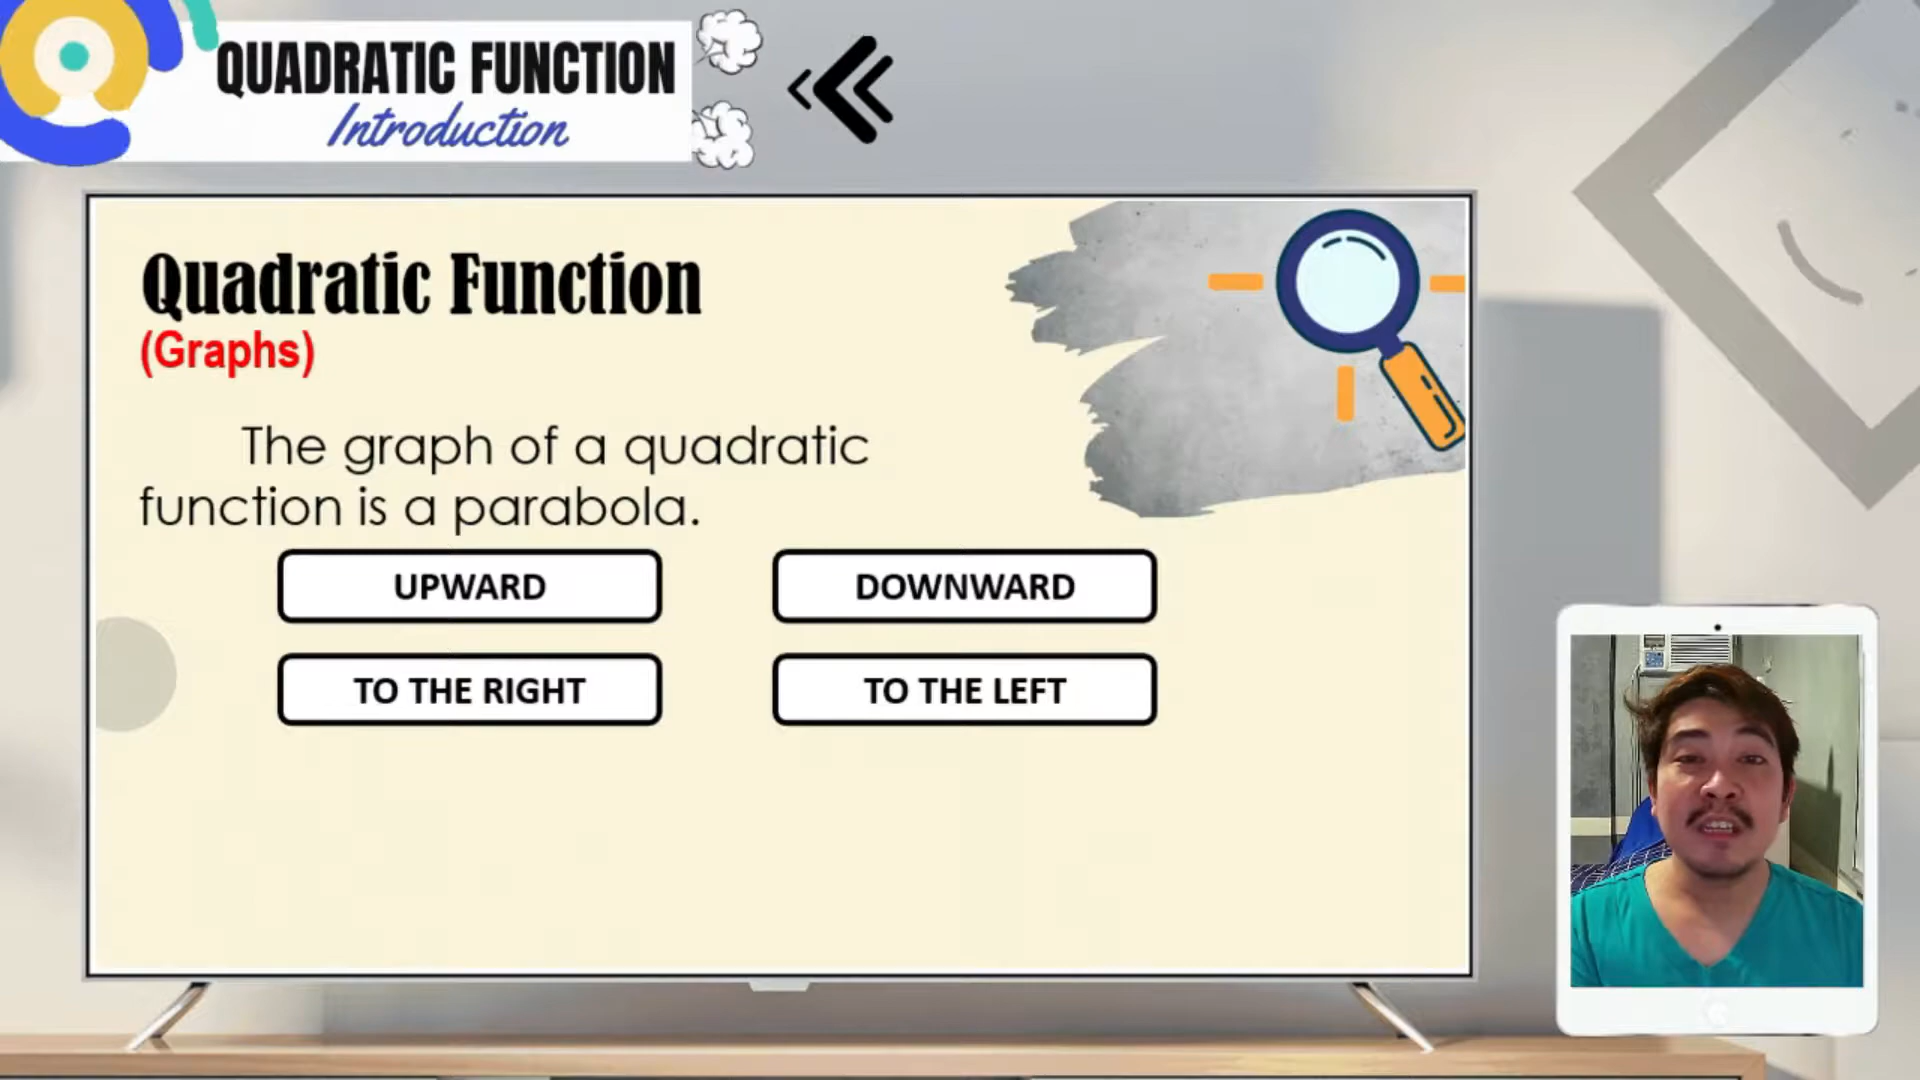 QUADRATIC FUNCTION
Introduction
Quadratic Function
(Graphs)
The graph of a quadratic
function is a parabola.
UPWARD
DOWNWARD
TO THE RIGHT
TO THE LEFT